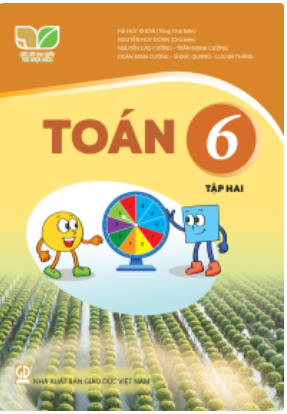 HÀ HUY KHOÁI (Tổng Chủ biên)
NGUYỄN HUY ĐOAN (Chủ biên)
NGUYỄN CAO CƯỜNG – TRẦN MẠNH CƯỜNG
DOÃN MINH CƯỜNG – SĨ ĐỨC QUANG – LƯU BÁ THẮNG
TOÁN 6
TẬP HAI
NHÀ XUẤT BẢN GIÁO DỤC VIỆT NAM